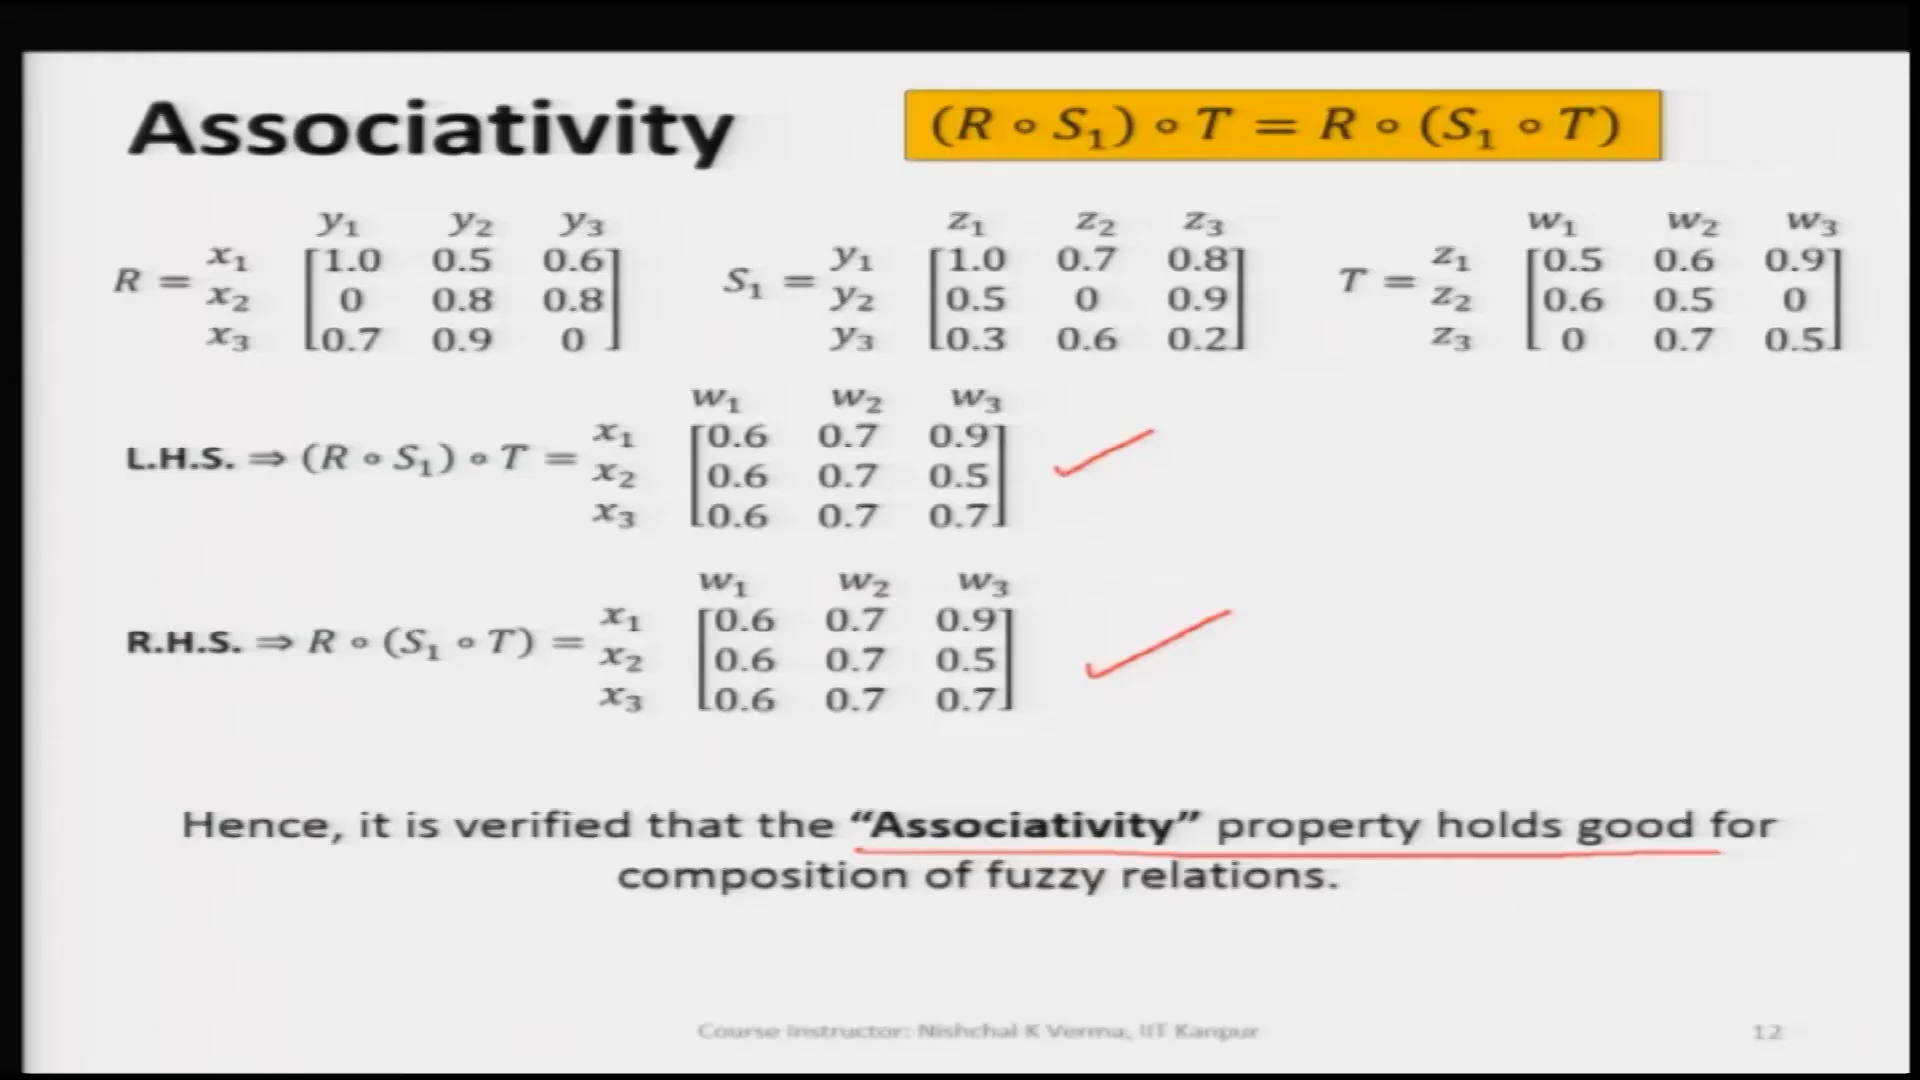 Associativity
(R ∘ S₁) ∘ T = R ∘ (S₁ ∘ T)
y₁ y₂ y₃
R = x₁ [1.0 0.5 0.6]
x₂ [0 0.8 0.8]
x₃ [0.7 0.9 0]
z₁ z₂ z₃
S₁ = y₁ [1.0 0.7 0.8]
y₂ [0.5 0 0.9]
y₃ [0.3 0.6 0.2]
w₁ w₂ w₃
T = z₁ [0.5 0.6 0.9]
z₂ [0.6 0.5 0]
z₃ [0 0.7 0.5]
w₁ w₂ w₃
L.H.S. ⇒ (R ∘ S₁) ∘ T = x₁ [0.6 0.7 0.9]
x₂ [0.6 0.7 0.5]
x₃ [0.6 0.7 0.7]
w₁ w₂ w₃
R.H.S. ⇒ R ∘ (S₁ ∘ T) = x₁ [0.6 0.7 0.9]
x₂ [0.6 0.7 0.5]
x₃ [0.6 0.7 0.7]
Hence, it is verified that the “Associativity” property holds good for
composition of fuzzy relations.
Course Instructor: Nishchal K Verma, IIT Kanpur
12